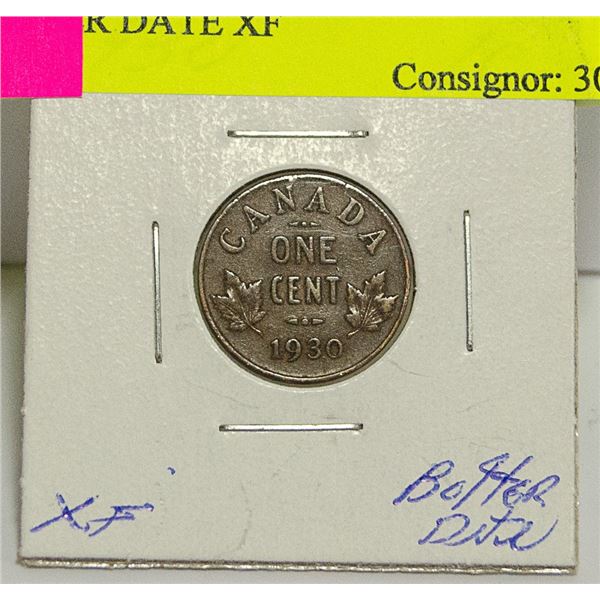 R DATE XF
Consignor: 30
CANADA
ONE
CENT
1930
XF
Better
Date